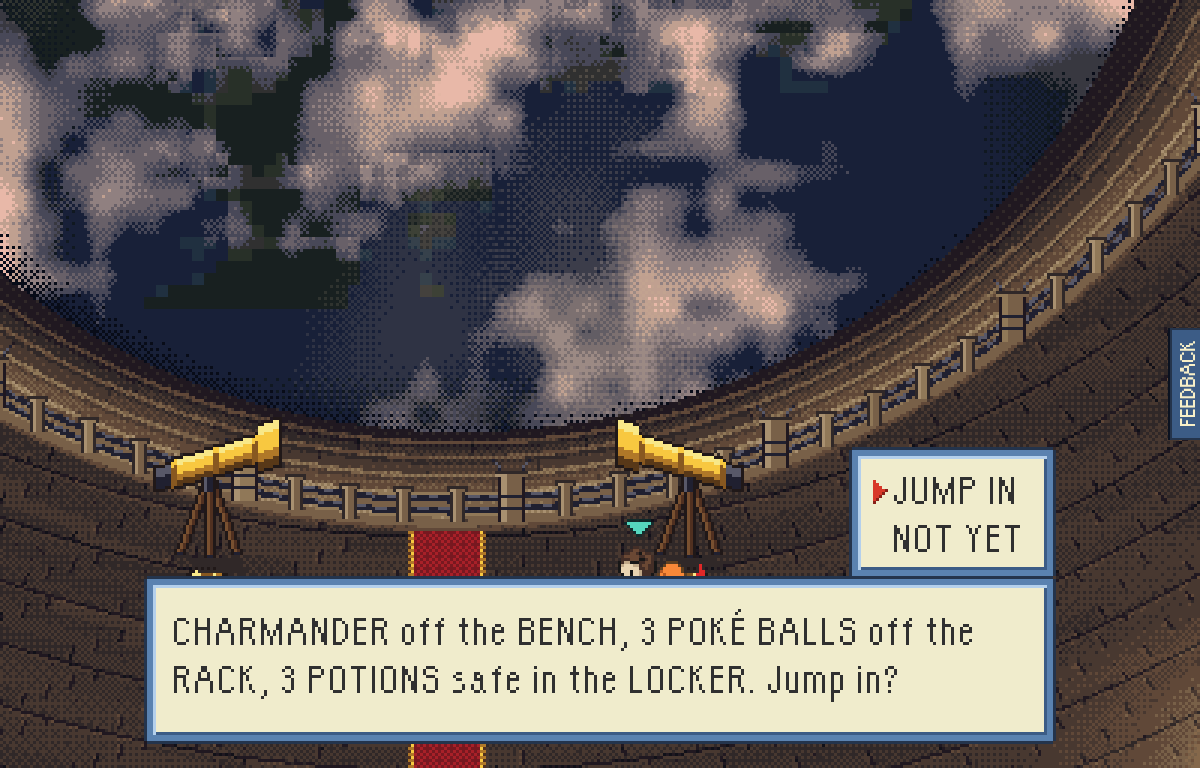 FEEDBACK
JUMP IN
NOT YET
CHARMANDER off the BENCH, 3 POKÉ BALLS off the
RACK, 3 POTIONS safe in the LOCKER. Jump in?